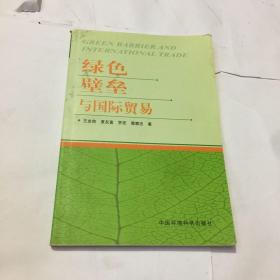 GREEN BARRIER AND
INTERNATIONAL TRADE
绿色
壁垒
与国际贸易
著
中国环境科学出版社